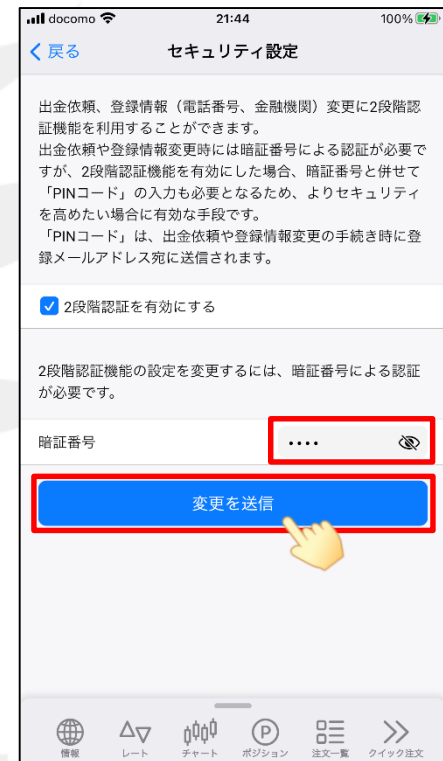 docomo 21:44 100%
戻る セキュリティ設定
出金依頼、登録情報（電話番号、金融機関）変更に2段階認
証機能を利用することができます。
出金依頼や登録情報変更時には暗証番号による認証が必要で
すが、2段階認証機能を有効にした場合、暗証番号と併せて
「PINコード」の入力も必要となるため、よりセキュリティ
を高めたい場合に有効な手段です。
「PINコード」は、出金依頼や登録情報変更の手続き時に登
録メールアドレス宛に送信されます。
2段階認証を有効にする
2段階認証機能の設定を変更するには、暗証番号による認証
が必要です。
暗証番号 ••••
変更を送信
情報 レート チャート ポジション 注文一覧 クイック注文